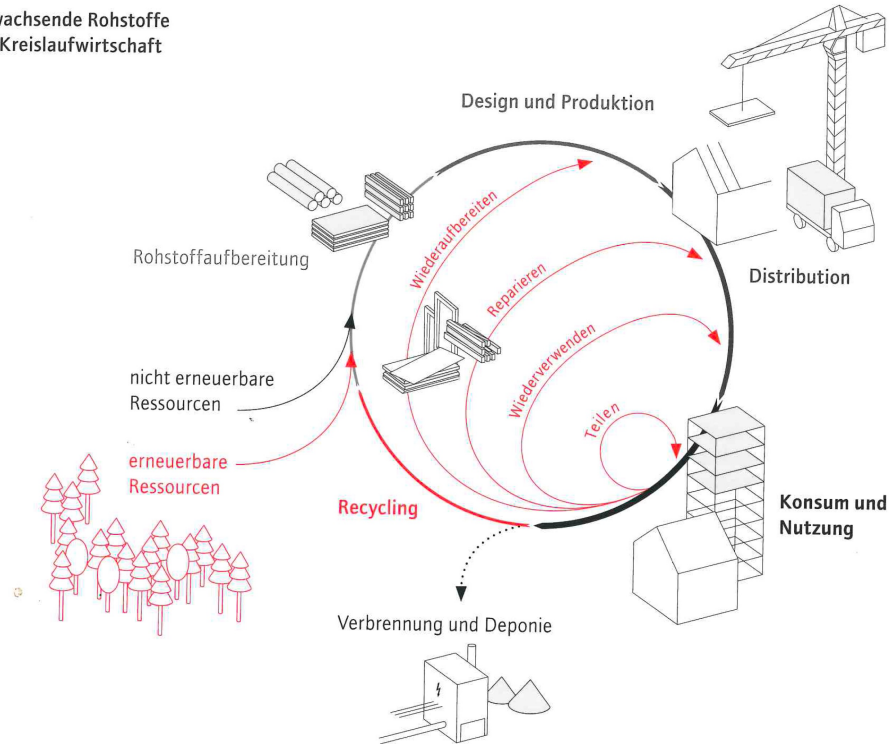 wachsende Rohstoffe
Kreislaufwirtschaft
Design und Produktion
Rohstoffaufbereitung
Wiederaufbereiten
Reparieren
Distribution
Wiederverwenden
nicht erneuerbare
Ressourcen
Teilen
erneuerbare
Ressourcen
Recycling
Konsum und
Nutzung
Verbrennung und Deponie